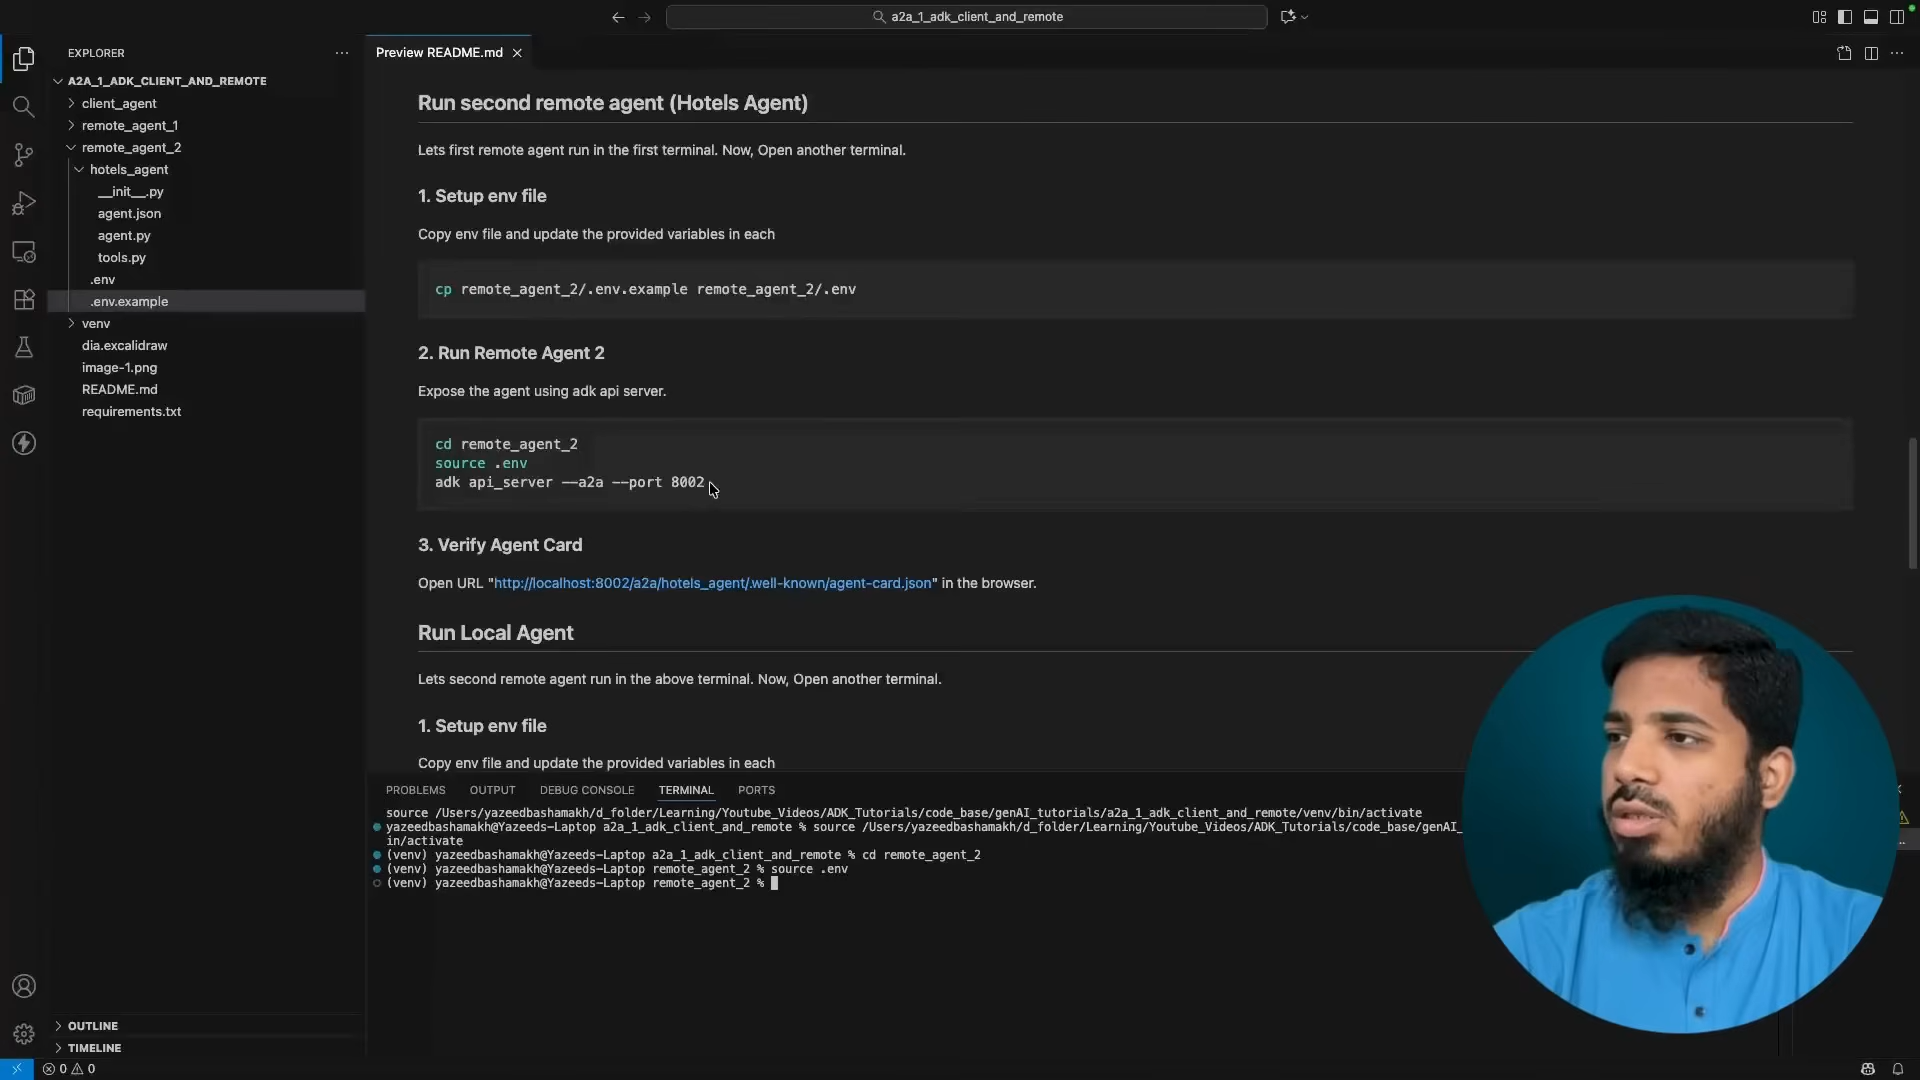 a2a_1_adk_client_and_remote
EXPLORER
Preview README.md
A2A_1_ADK_CLIENT_AND_REMOTE
client_agent
remote_agent_1
remote_agent_2
hotels_agent
__init__.py
agent.json
agent.py
tools.py
.env
.env.example
venv
dia.excalidraw
image-1.png
README.md
requirements.txt
OUTLINE
TIMELINE
0 0
Run second remote agent (Hotels Agent)
Lets first remote agent run in the first terminal. Now, Open another terminal.
1. Setup env file
Copy env file and update the provided variables in each
cp remote_agent_2/.env.example remote_agent_2/.env
2. Run Remote Agent 2
Expose the agent using adk api server.
cd remote_agent_2
source .env
adk api_server --a2a --port 8002
3. Verify Agent Card
Open URL "http://localhost:8002/a2a/hotels_agent/.well-known/agent-card.json" in the browser.
Run Local Agent
Lets second remote agent run in the above terminal. Now, Open another terminal.
1. Setup env file
Copy env file and update the provided variables in each
PROBLEMS OUTPUT DEBUG CONSOLE TERMINAL PORTS
source /Users/yazeedbashamakh/d_folder/Learning/Youtube_Videos/ADK_Tutorials/code_base/genAI_tutorials/a2a_1_adk_client_and_remote/venv/bin/activate
yazeedbashamakh@Yazeeds-Laptop a2a_1_adk_client_and_remote % source /Users/yazeedbashamakh/d_folder/Learning/Youtube_Videos/ADK_Tutorials/code_base/genAI_
in/activate
(venv) yazeedbashamakh@Yazeeds-Laptop a2a_1_adk_client_and_remote % cd remote_agent_2
(venv) yazeedbashamakh@Yazeeds-Laptop remote_agent_2 % source .env
(venv) yazeedbashamakh@Yazeeds-Laptop remote_agent_2 %